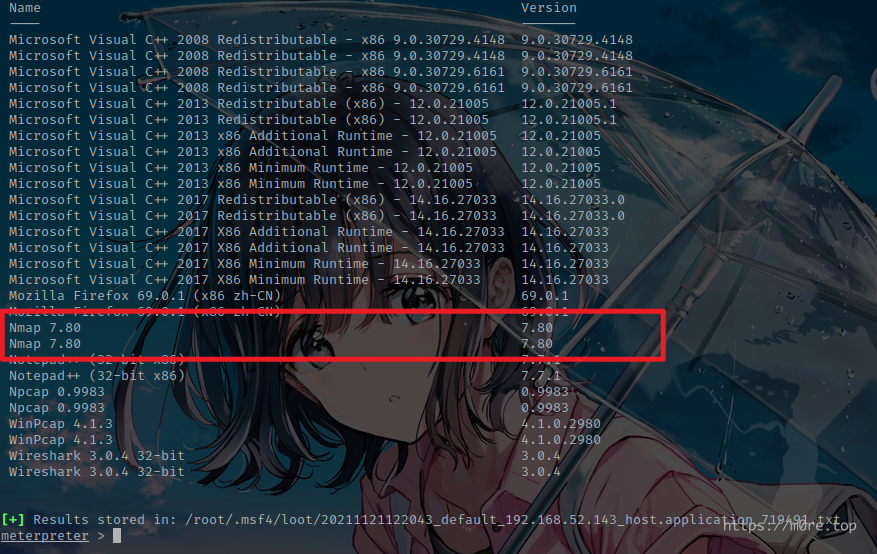 Name Version
Microsoft Visual C++ 2008 Redistributable - x86 9.0.30729.4148 9.0.30729.4148
Microsoft Visual C++ 2008 Redistributable - x86 9.0.30729.4148 9.0.30729.4148
Microsoft Visual C++ 2008 Redistributable - x86 9.0.30729.6161 9.0.30729.6161
Microsoft Visual C++ 2008 Redistributable - x86 9.0.30729.6161 9.0.30729.6161
Microsoft Visual C++ 2013 Redistributable (x86) - 12.0.21005 12.0.21005.1
Microsoft Visual C++ 2013 Redistributable (x86) - 12.0.21005 12.0.21005.1
Microsoft Visual C++ 2013 x86 Additional Runtime - 12.0.21005 12.0.21005
Microsoft Visual C++ 2013 x86 Additional Runtime - 12.0.21005 12.0.21005
Microsoft Visual C++ 2013 x86 Minimum Runtime - 12.0.21005 12.0.21005
Microsoft Visual C++ 2013 x86 Minimum Runtime - 12.0.21005 12.0.21005
Microsoft Visual C++ 2017 Redistributable (x86) - 14.16.27033 14.16.27033.0
Microsoft Visual C++ 2017 Redistributable (x86) - 14.16.27033 14.16.27033.0
Microsoft Visual C++ 2017 X86 Additional Runtime - 14.16.27033 14.16.27033
Microsoft Visual C++ 2017 X86 Additional Runtime - 14.16.27033 14.16.27033
Microsoft Visual C++ 2017 X86 Minimum Runtime - 14.16.27033 14.16.27033
Microsoft Visual C++ 2017 X86 Minimum Runtime - 14.16.27033 14.16.27033
Mozilla Firefox 69.0.1 (x86 zh-CN) 69.0.1
Mozilla Firefox 69.0.1 (x86 zh-CN) 69.0.1
Nmap 7.80 7.80
Nmap 7.80 7.80
Notepad++ (32-bit x86) 7.7.1
Notepad++ (32-bit x86) 7.7.1
Npcap 0.9983 0.9983
Npcap 0.9983 0.9983
WinPcap 4.1.3 4.1.0.2980
WinPcap 4.1.3 4.1.0.2980
Wireshark 3.0.4 32-bit 3.0.4
Wireshark 3.0.4 32-bit 3.0.4
[+] Results stored in: /root/.msf4/loot/20211121122043_default_192.168.52.143_host.application_719491.txt
meterpreter >
https://m0re.top